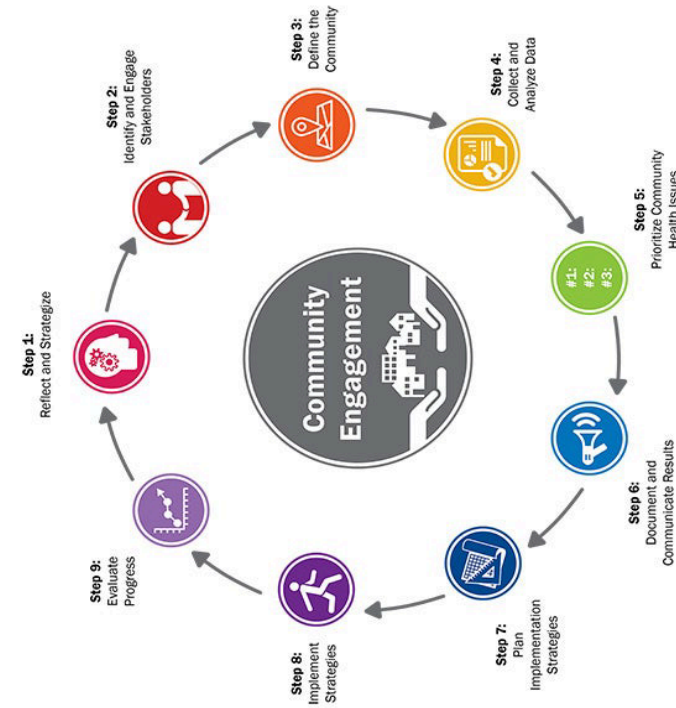 Step 1:
Reflect and Strategize
Step 2:
Identify and Engage
Stakeholders
Step 3:
Define the
Community
Step 4:
Collect and
Analyze Data
Step 5:
Prioritize Community
Health Issues
#1:
#2:
#3:
Step 6:
Document and
Communicate Results
Step 7:
Plan
Implementation
Strategies
Step 8:
Implement
Strategies
Step 9:
Evaluate
Progress
Community
Engagement